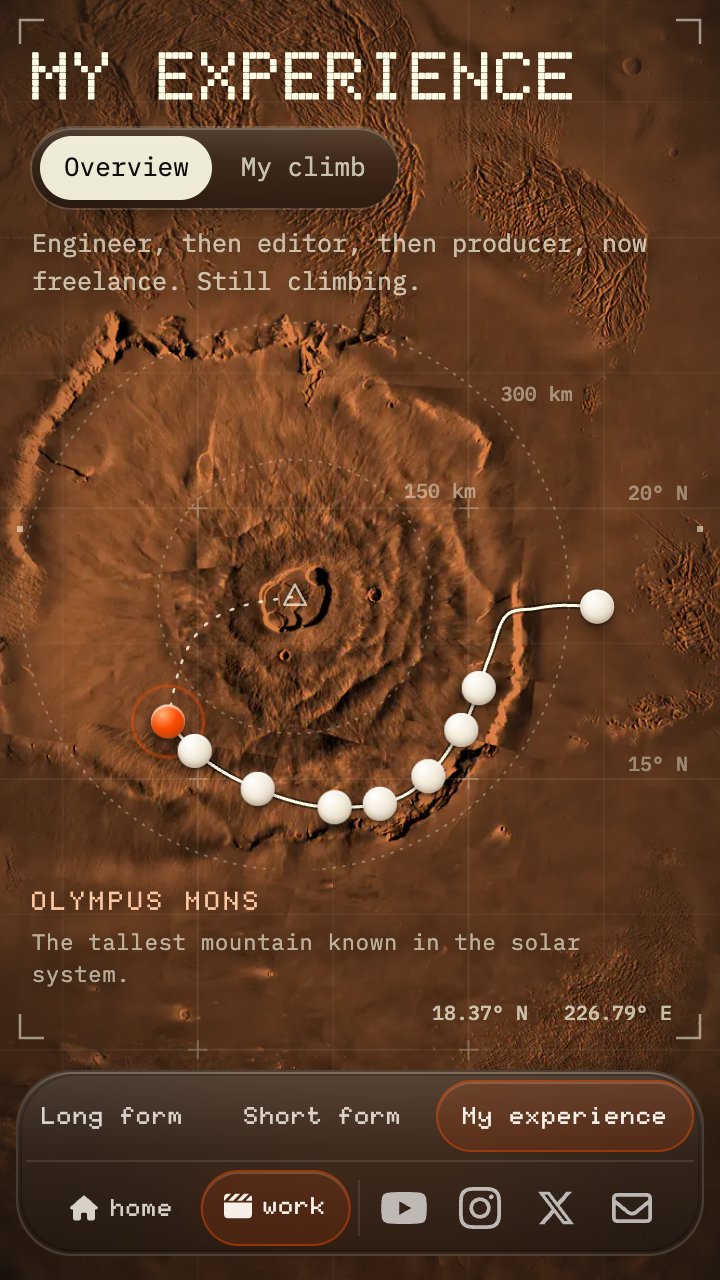 MY EXPERIENCE
Overview
My climb
Engineer, then editor, then producer, now
freelance. Still climbing.
300 km
150 km
20° N
15° N
OLYMPUS MONS
The tallest mountain known in the solar
system.
18.37° N 226.79° E
Long form
Short form
My experience
home
work